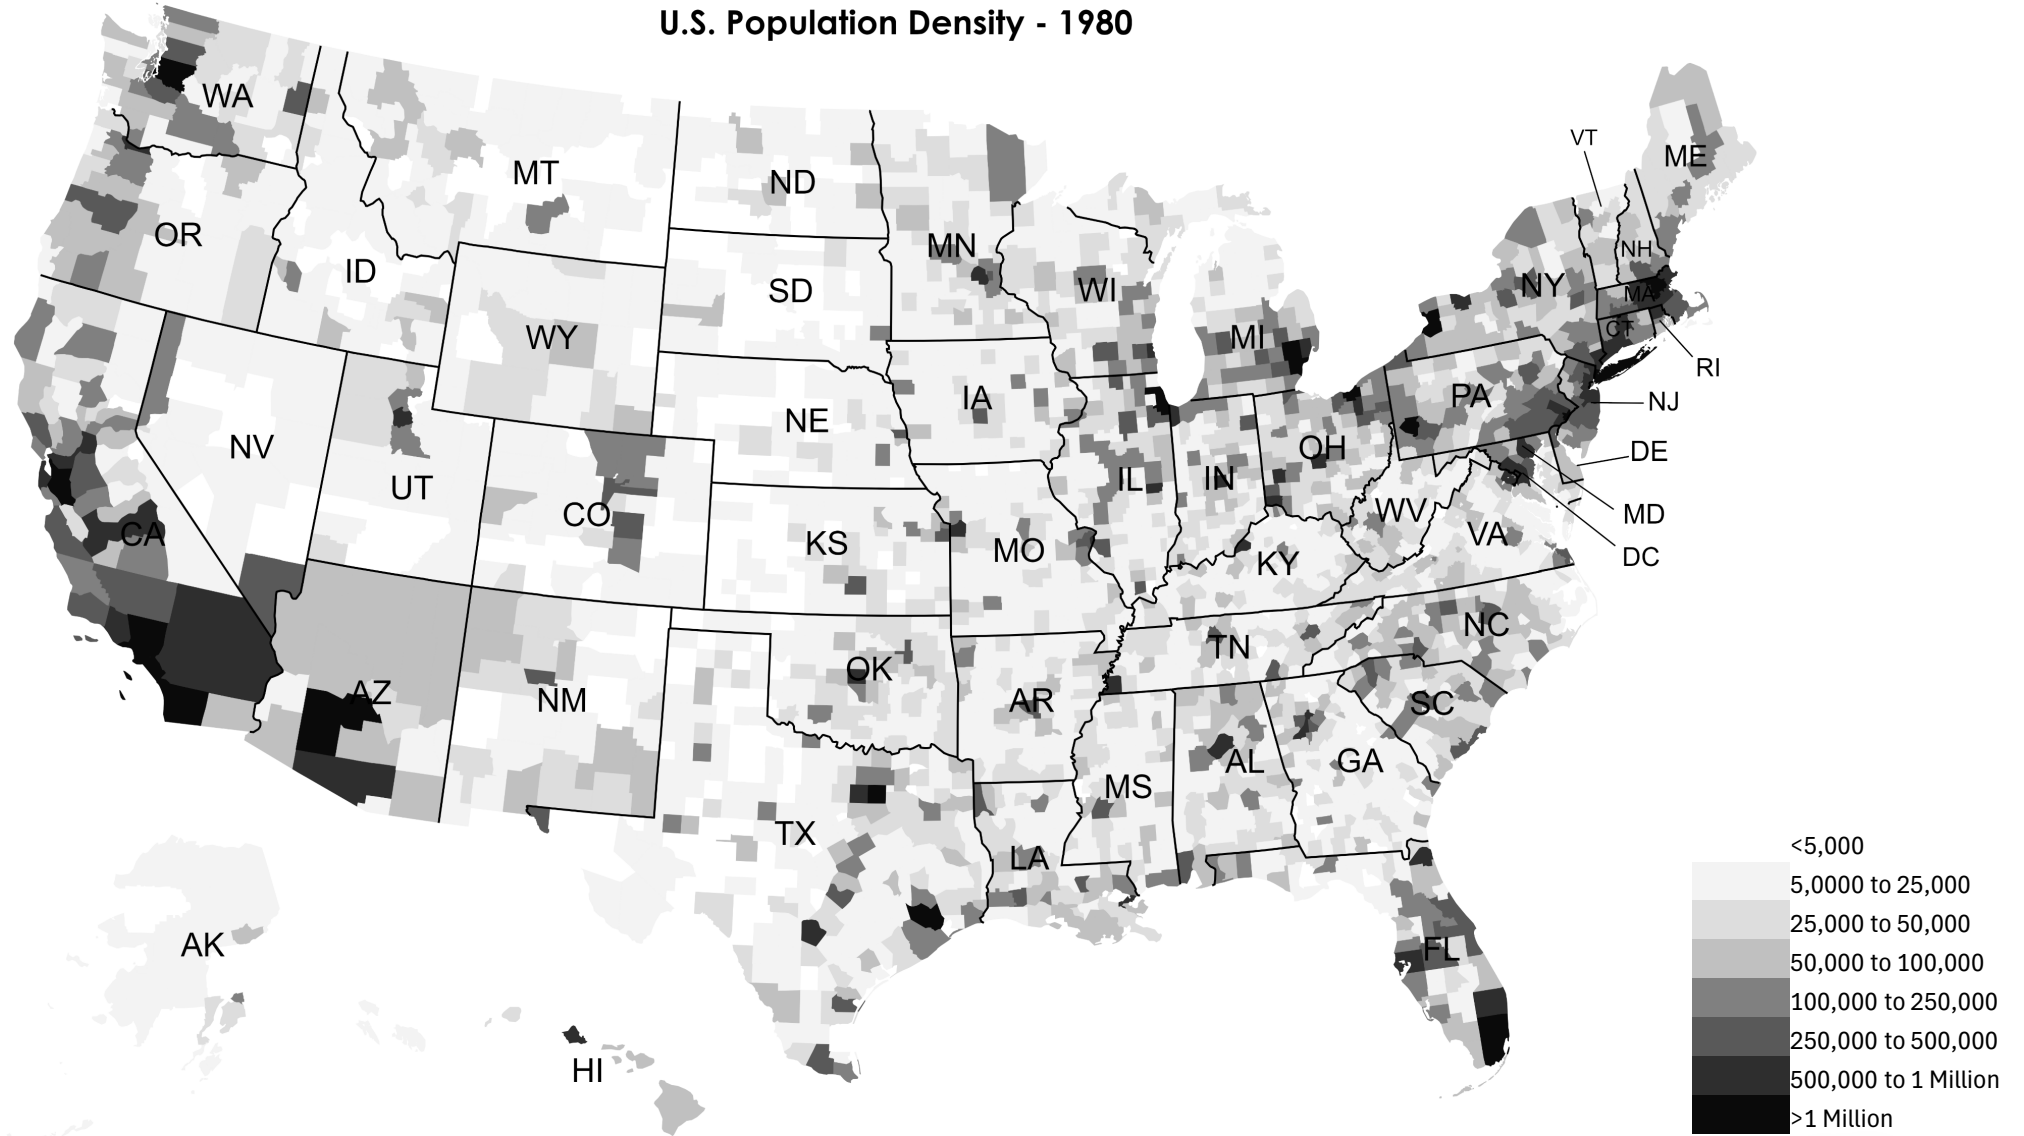 U.S. Population Density - 1980
WA
MT
ND
MN
VT
ME
OR
ID
SD
WI
NH
NY
MA
WY
MI
CT
RI
NE
IA
PA
NJ
NV
UT
CO
IL
IN
OH
DE
CA
KS
MO
WV
VA
MD
KY
DC
AZ
NM
OK
AR
TN
NC
SC
TX
LA
MS
AL
GA
FL
AK
HI
<5,000
5,0000 to 25,000
25,000 to 50,000
50,000 to 100,000
100,000 to 250,000
250,000 to 500,000
500,000 to 1 Million
>1 Million